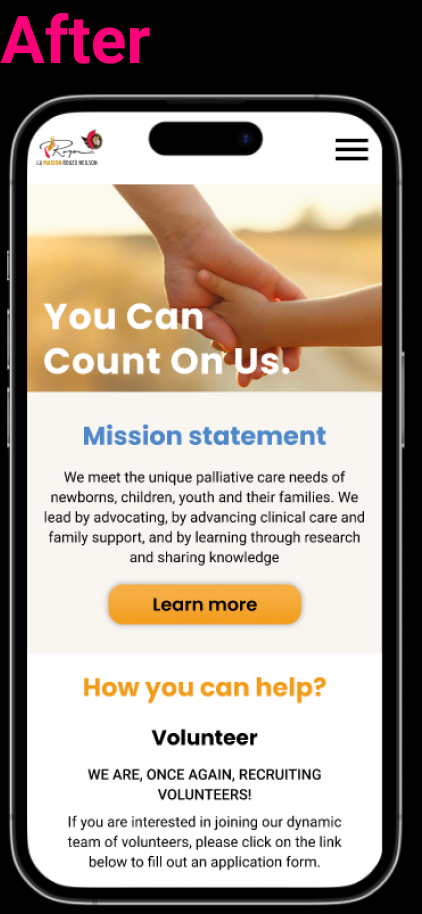 After
Roger
LA MAISON ROGER NEILSON
You Can
Count On Us.
Mission statement
We meet the unique palliative care needs of
newborns, children, youth and their families. We
lead by advocating, by advancing clinical care and
family support, and by learning through research
and sharing knowledge
Learn more
How you can help?
Volunteer
WE ARE, ONCE AGAIN, RECRUITING
VOLUNTEERS!
If you are interested in joining our dynamic
team of volunteers, please click on the link
below to fill out an application form.